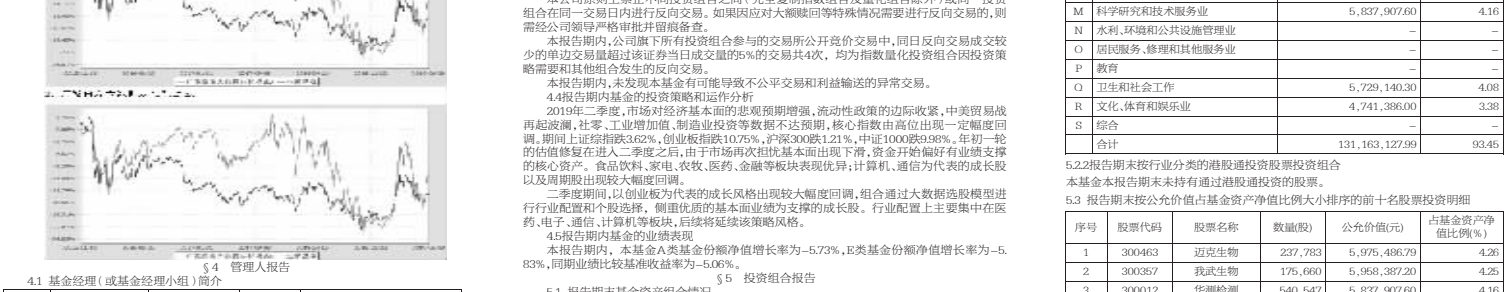 §4 管理人报告
4.1 基金经理(或基金经理小组)简介
组合在同一交易日内进行反向交易。如果因应对大额赎回等特殊情况需要进行反向交易的,则
需经公司领导严格审批并留痕备查。
本报告期内,公司旗下所有投资组合参与的交易所公开竞价交易中,同日反向交易成交较
少的单边交易量超过该证券当日成交量的5%的交易共4次, 均为指数量化投资组合因投资策
略需要和其他组合发生的反向交易。
本报告期内,未发现本基金有可能导致不公平交易和利益输送的异常交易。
4.4报告期内基金的投资策略和运作分析
2019年二季度,市场对经济基本面的悲观预期增强,流动性政策的边际收紧,中美贸易战
再起波澜,社零、工业增加值、制造业投资等数据不达预期,核心指数由高位出现一定幅度回
调。期间上证综指跌3.62%,创业板指跌10.75%,沪深300跌1.21%,中证1000跌9.98%。年初一轮
的估值修复在进入二季度之后,由于市场再次担忧基本面出现下滑,资金开始偏好有业绩支撑
的核心资产。食品饮料、家电、农牧、医药、金融等板块表现优异;计算机、通信为代表的成长股
以及周期股出现较大幅度回调。
二季度期间,以创业板为代表的成长风格出现较大幅度回调,组合通过大数据选股模型进
行行业配置和个股选择, 侧重优质的基本面业绩为支撑的成长股。行业配置上主要集中在医
药、电子、通信、计算机等板块,后续将延续该策略风格。
4.5报告期内基金的业绩表现
本报告期内, 本基金A类基金份额净值增长率为-5.73%,E类基金份额净值增长率为-5.
83%,同期业绩比较基准收益率为-5.06%。
§5 投资组合报告
5.1 报告期末基金资产组合情况
M 科学研究和技术服务业 5,837,907.60 4.16
N 水利、环境和公共设施管理业 – –
O 居民服务、修理和其他服务业 – –
P 教育 – –
Q 卫生和社会工作 5,729,140.30 4.08
R 文化、体育和娱乐业 4,741,386.00 3.38
S 综合 – –
合计 131,163,127.99 93.45
5.2.2报告期末按行业分类的港股通投资股票投资组合
本基金本报告期末未持有通过港股通投资的股票。
5.3 报告期末按公允价值占基金资产净值比例大小排序的前十名股票投资明细
序号 股票代码 股票名称 数量(股) 公允价值(元) 占基金资产净
值比例(%)
1 300463 迈克生物 237,783 5,975,486.79 4.26
2 300357 我武生物 175,660 5,958,387.20 4.25
3 300012 华测检测 540,547 5,837,907.60 4.16